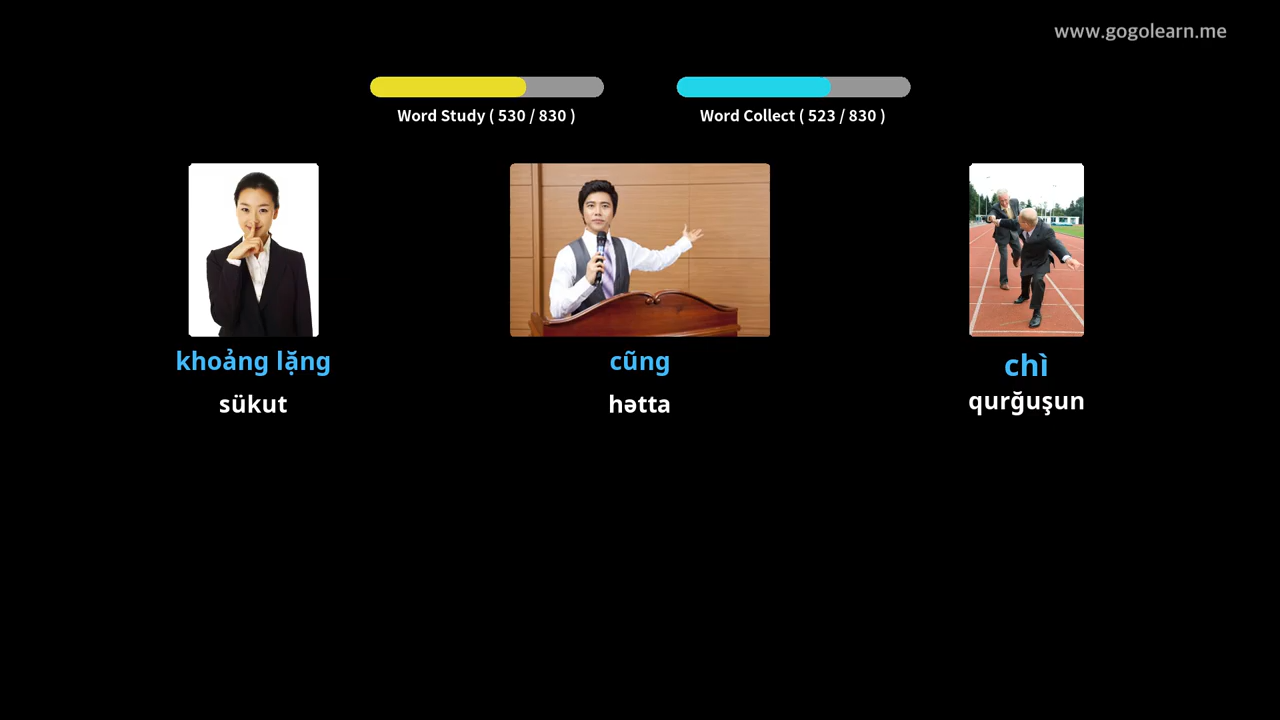 www.gogolearn.me
Word Study ( 530 / 830 )
Word Collect ( 523 / 830 )
khoảng lặng
cũng
chì
sükut
hətta
qurğuşun